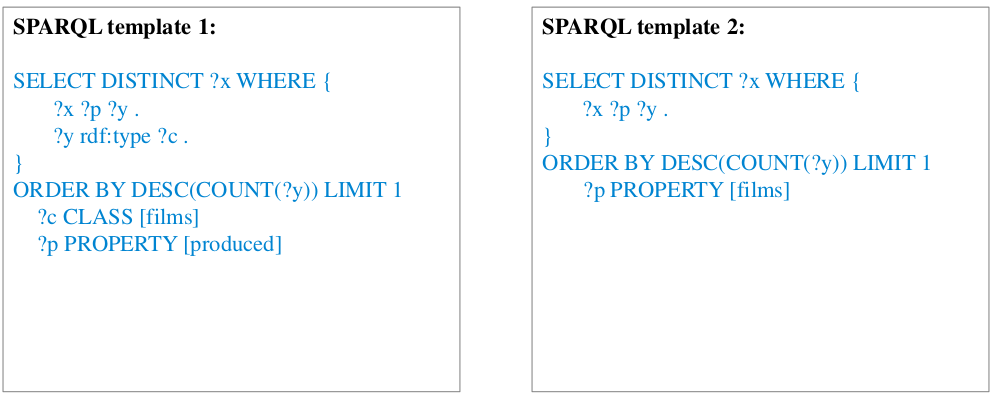 SPARQL template 1:
SELECT DISTINCT ?x WHERE {
?x ?p ?y .
?y rdf:type ?c .
}
ORDER BY DESC(COUNT(?y)) LIMIT 1
?c CLASS [films]
?p PROPERTY [produced]
SPARQL template 2:
SELECT DISTINCT ?x WHERE {
?x ?p ?y .
}
ORDER BY DESC(COUNT(?y)) LIMIT 1
?p PROPERTY [films]